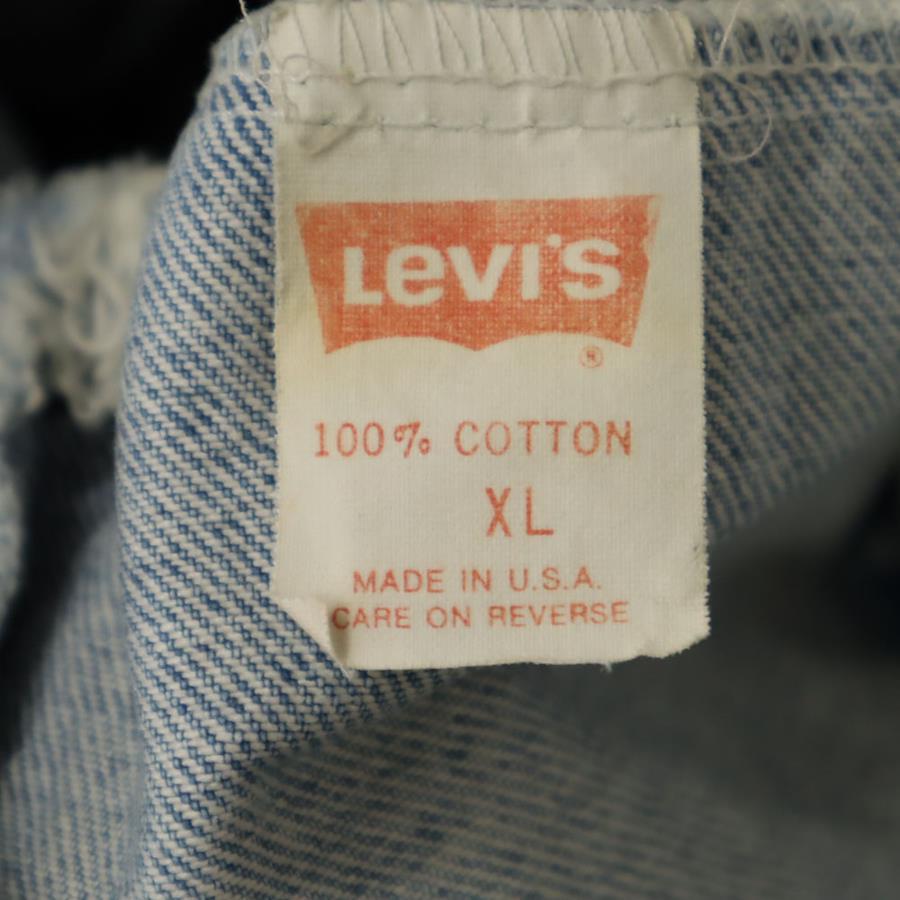 Levi's
®
100% COTTON
XL
MADE IN U.S.A.
CARE ON REVERSE